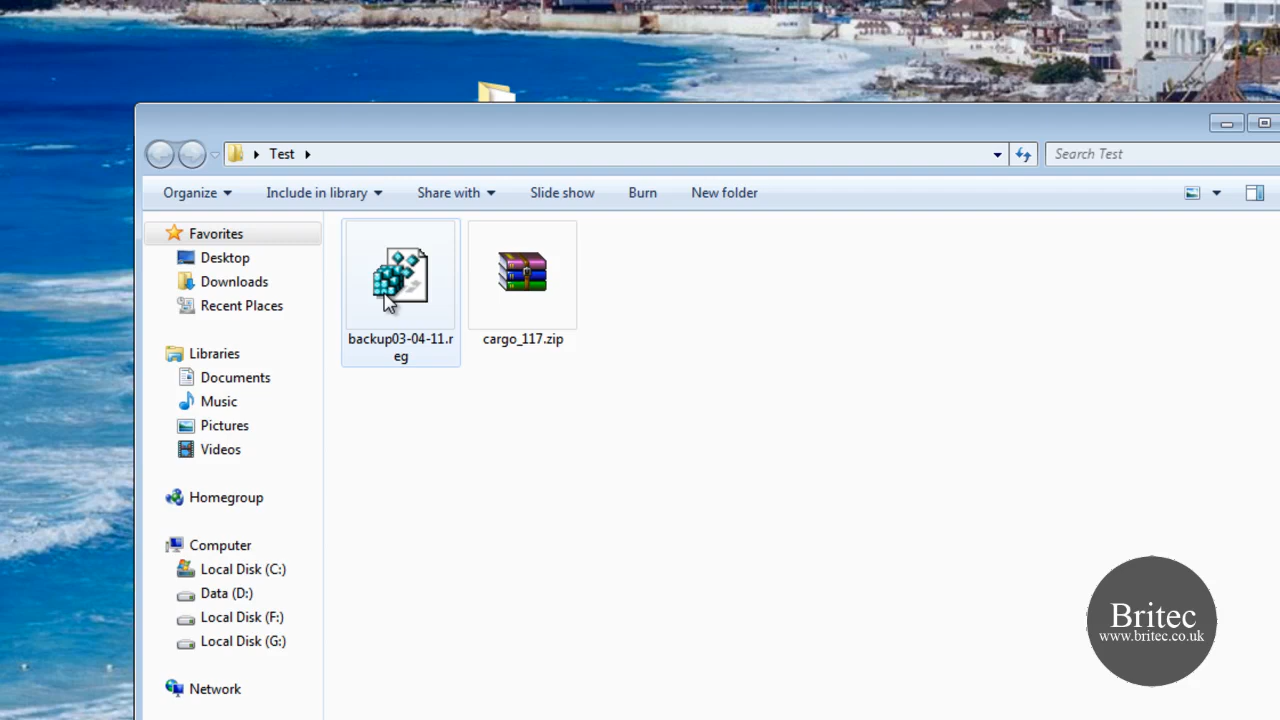 Test
Search Test
Organize
Include in library
Share with
Slide show
Burn
New folder
Favorites
Desktop
Downloads
Recent Places
Libraries
Documents
Music
Pictures
Videos
Homegroup
Computer
Local Disk (C:)
Data (D:)
Local Disk (F:)
Local Disk (G:)
Network
backup03-04-11.r
eg
cargo_117.zip
Britec
www.britec.co.uk